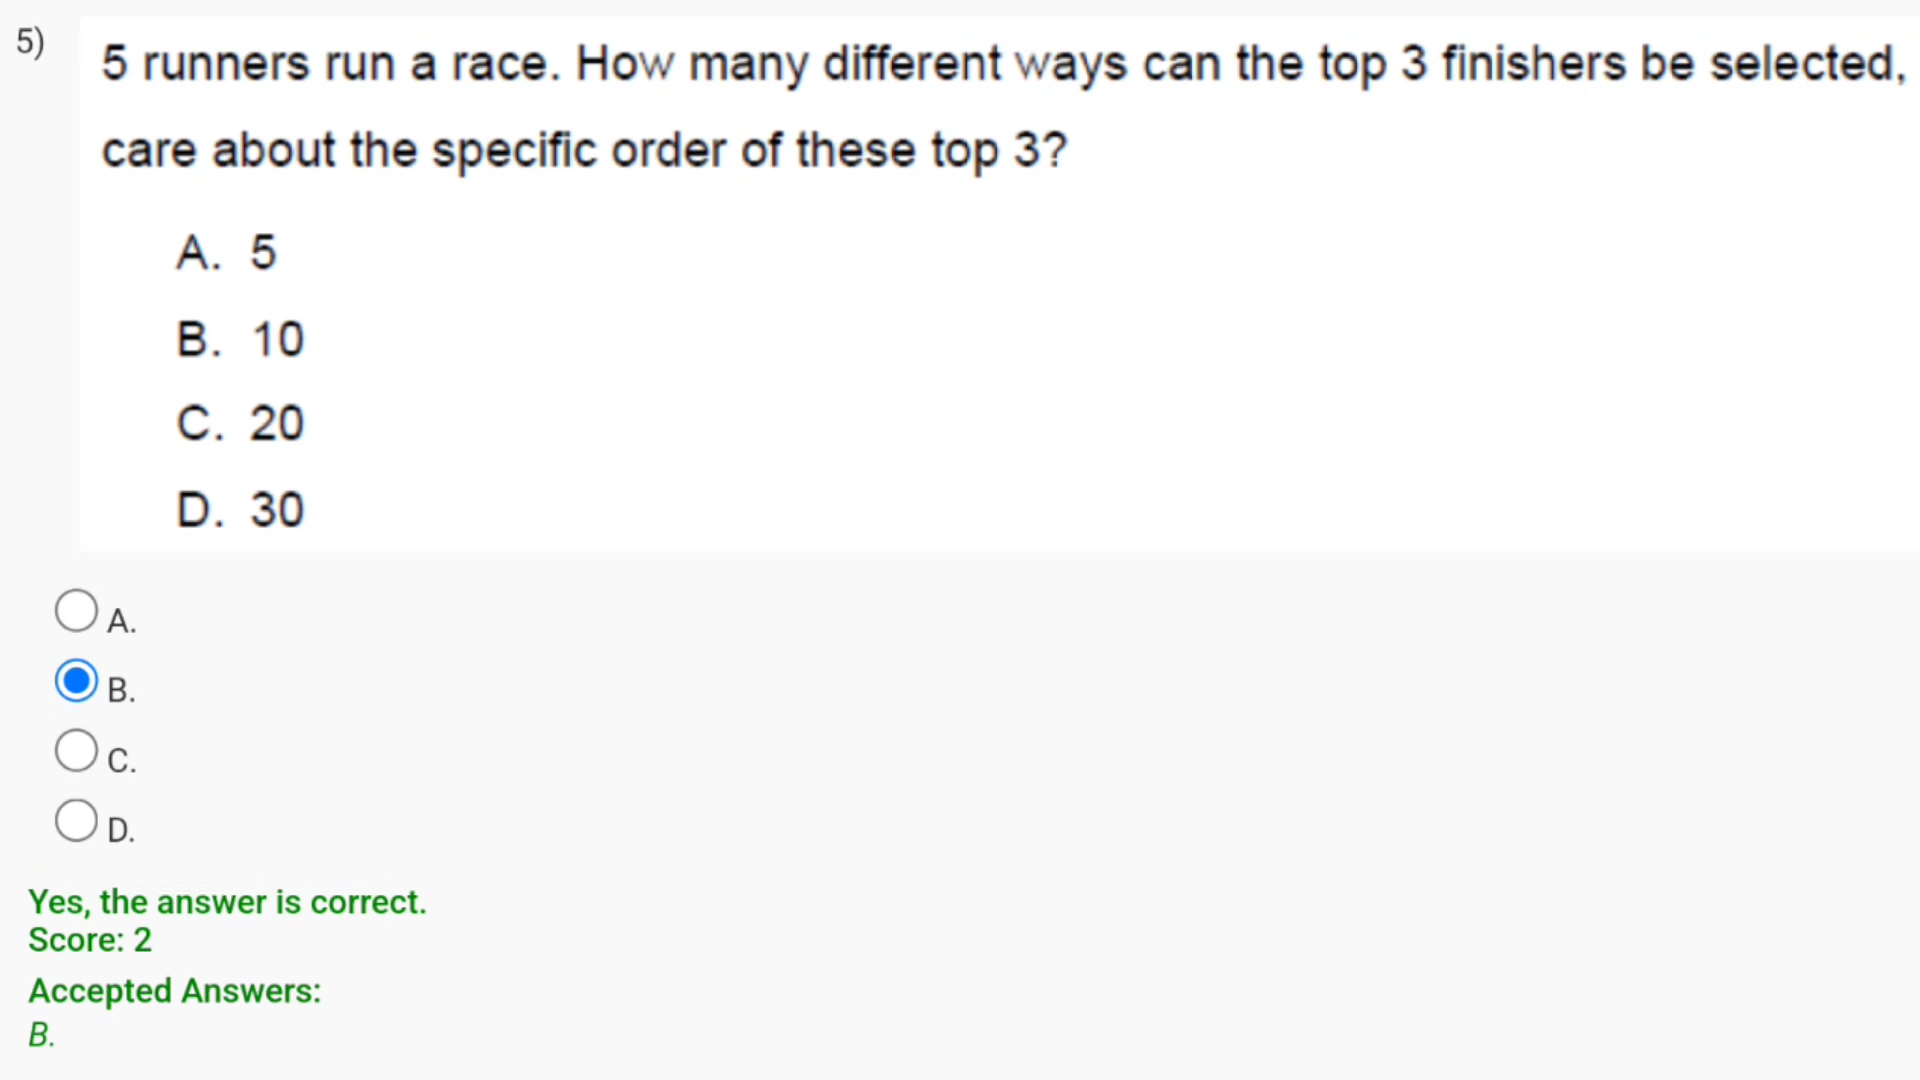 5)
5 runners run a race. How many different ways can the top 3 finishers be selected,
care about the specific order of these top 3?
A. 5
B. 10
C. 20
D. 30
A.
B.
C.
D.
Yes, the answer is correct.
Score: 2
Accepted Answers:
B.